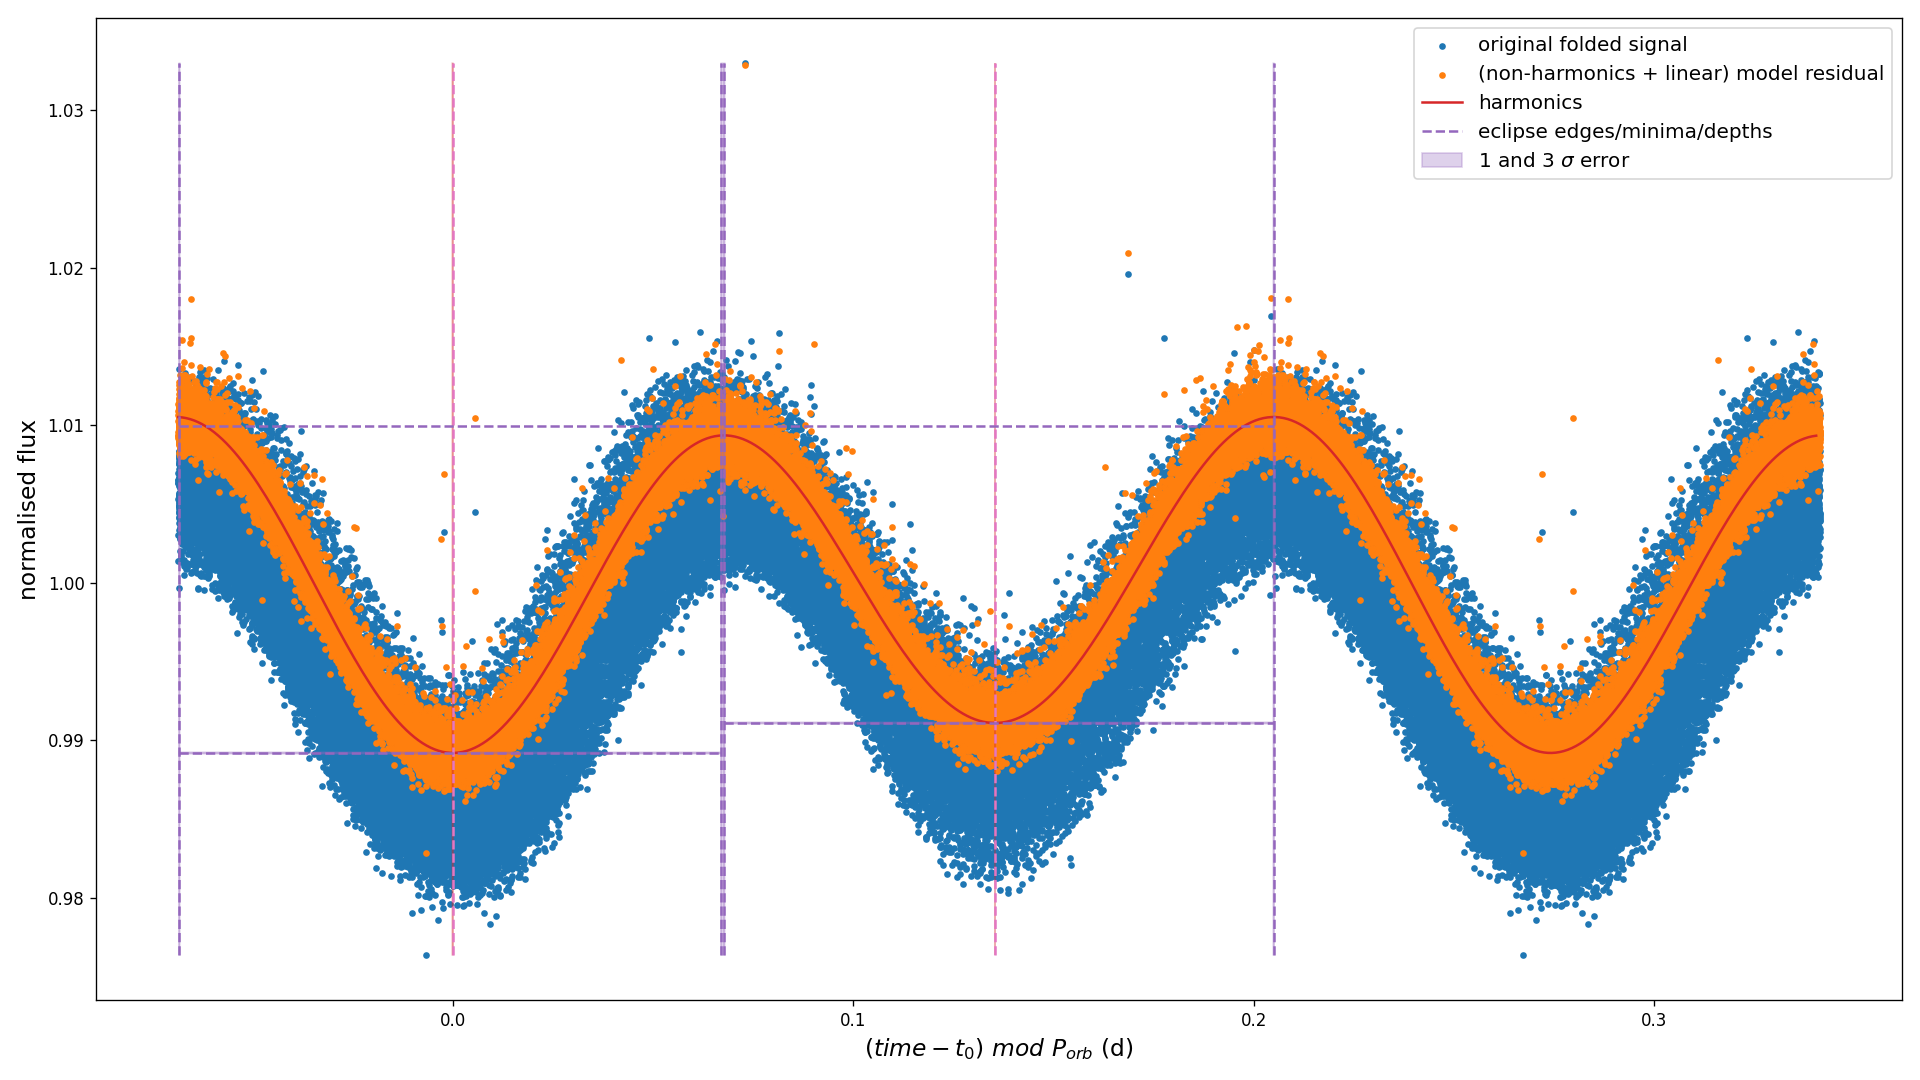 original folded signal
(non-harmonics + linear) model residual
harmonics
eclipse edges/minima/depths
1 and 3 σ error
normalised flux
1.03
1.02
1.01
1.00
0.99
0.98
0.0 0.1 0.2 0.3
(time − t₀) mod Pₒᵣb (d)